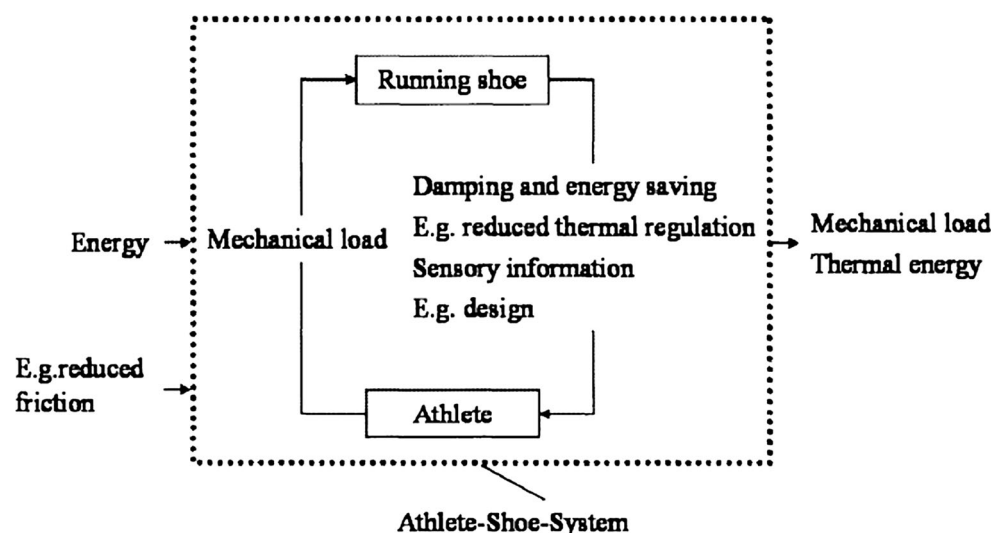 Running shoe
Damping and energy saving
E.g. reduced thermal regulation
Sensory information
E.g. design
Energy
Mechanical load
Mechanical load
Thermal energy
E.g.reduced
friction
Athlete
Athlete-Shoe-System